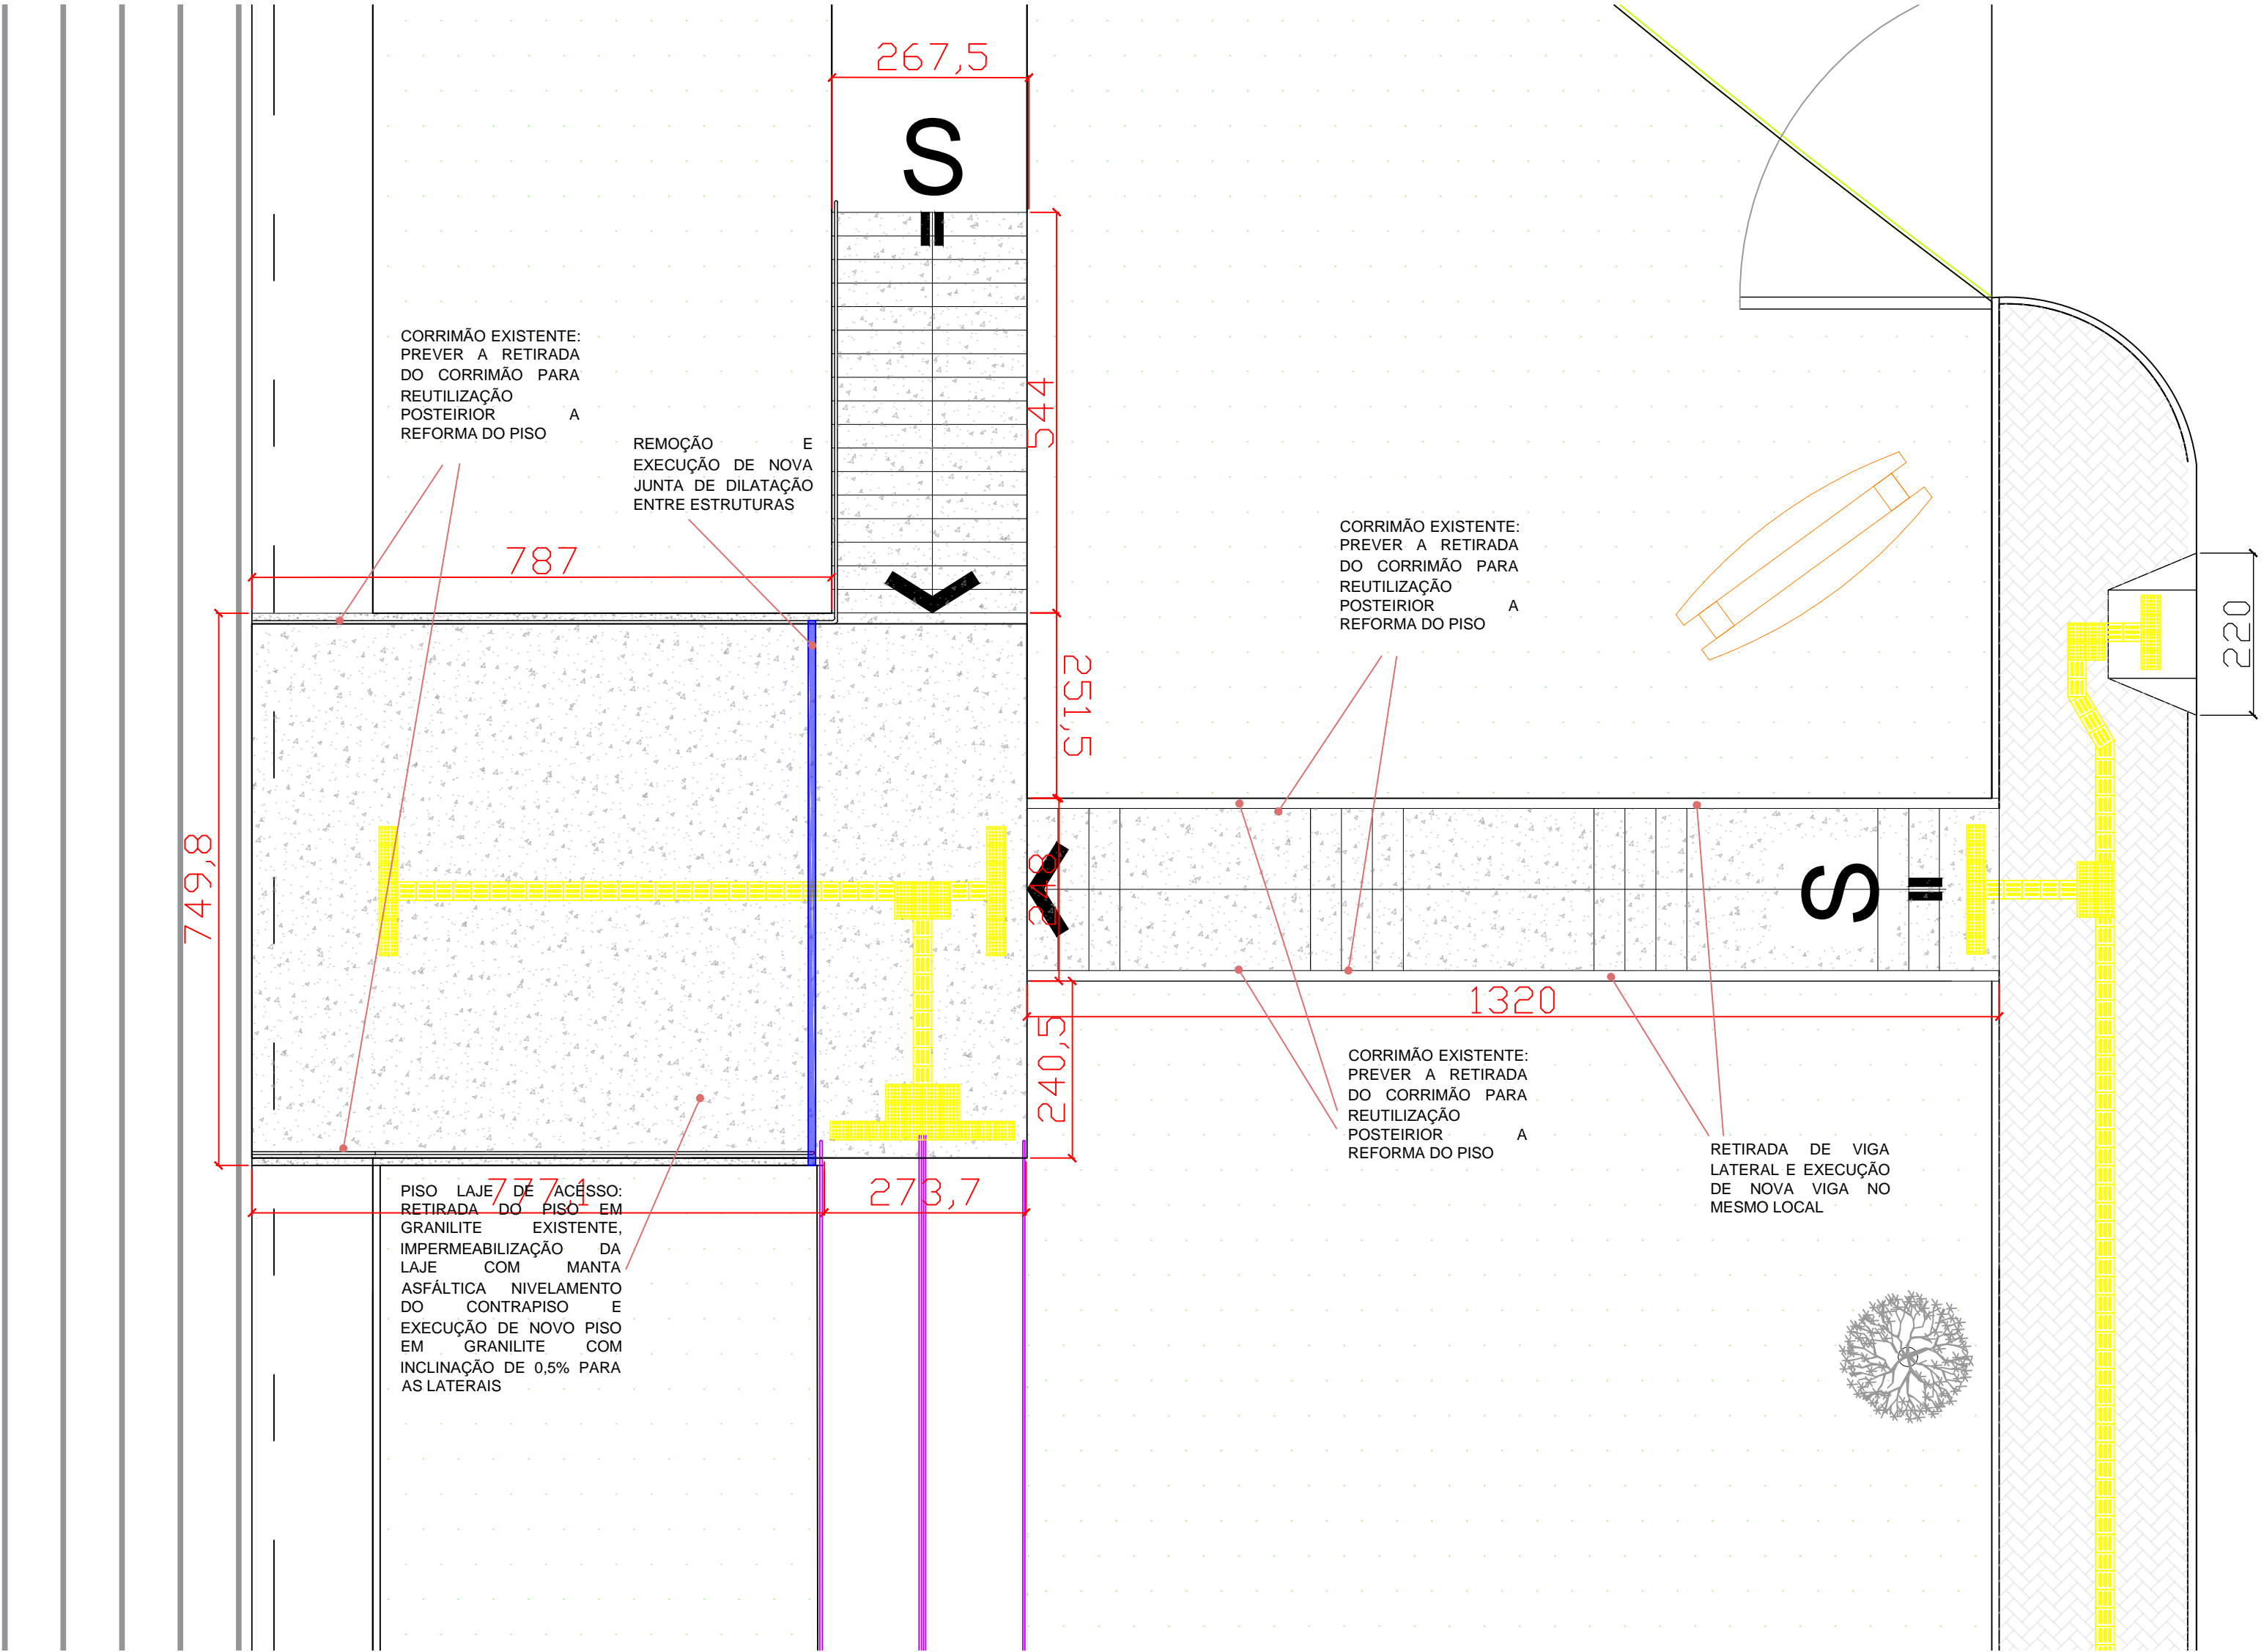 267,5
S
544
CORRIMÃO EXISTENTE:
PREVER A RETIRADA
DO CORRIMÃO PARA
REUTILIZAÇÃO
POSTEIRIOR A
REFORMA DO PISO
REMOÇÃO E
EXECUÇÃO DE NOVA
JUNTA DE DILATAÇÃO
ENTRE ESTRUTURAS
787
CORRIMÃO EXISTENTE:
PREVER A RETIRADA
DO CORRIMÃO PARA
REUTILIZAÇÃO
POSTEIRIOR A
REFORMA DO PISO
220
251,5
749,8
248
S
1320
240,5
CORRIMÃO EXISTENTE:
PREVER A RETIRADA
DO CORRIMÃO PARA
REUTILIZAÇÃO
POSTEIRIOR A
REFORMA DO PISO
RETIRADA DE VIGA
LATERAL E EXECUÇÃO
DE NOVA VIGA NO
MESMO LOCAL
777,1
273,7
PISO LAJE DE ACESSO:
RETIRADA DO PISO EM
GRANILITE EXISTENTE,
IMPERMEABILIZAÇÃO DA
LAJE COM MANTA
ASFÁLTICA NIVELAMENTO
DO CONTRAPISO E
EXECUÇÃO DE NOVO PISO
EM GRANILITE COM
INCLINAÇÃO DE 0,5% PARA
AS LATERAIS